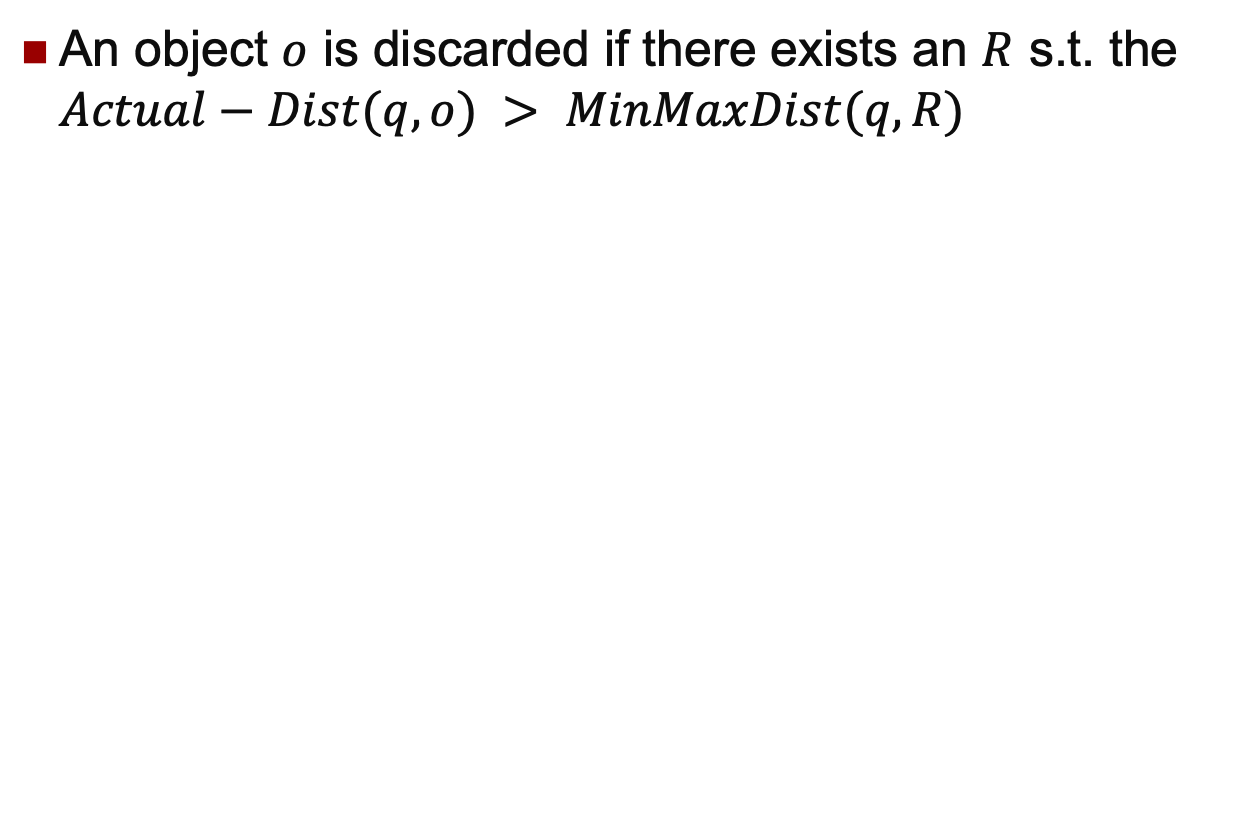 ▪ An object o is discarded if there exists an R s.t. the
Actual − Dist(q, o) > MinMaxDist(q, R)